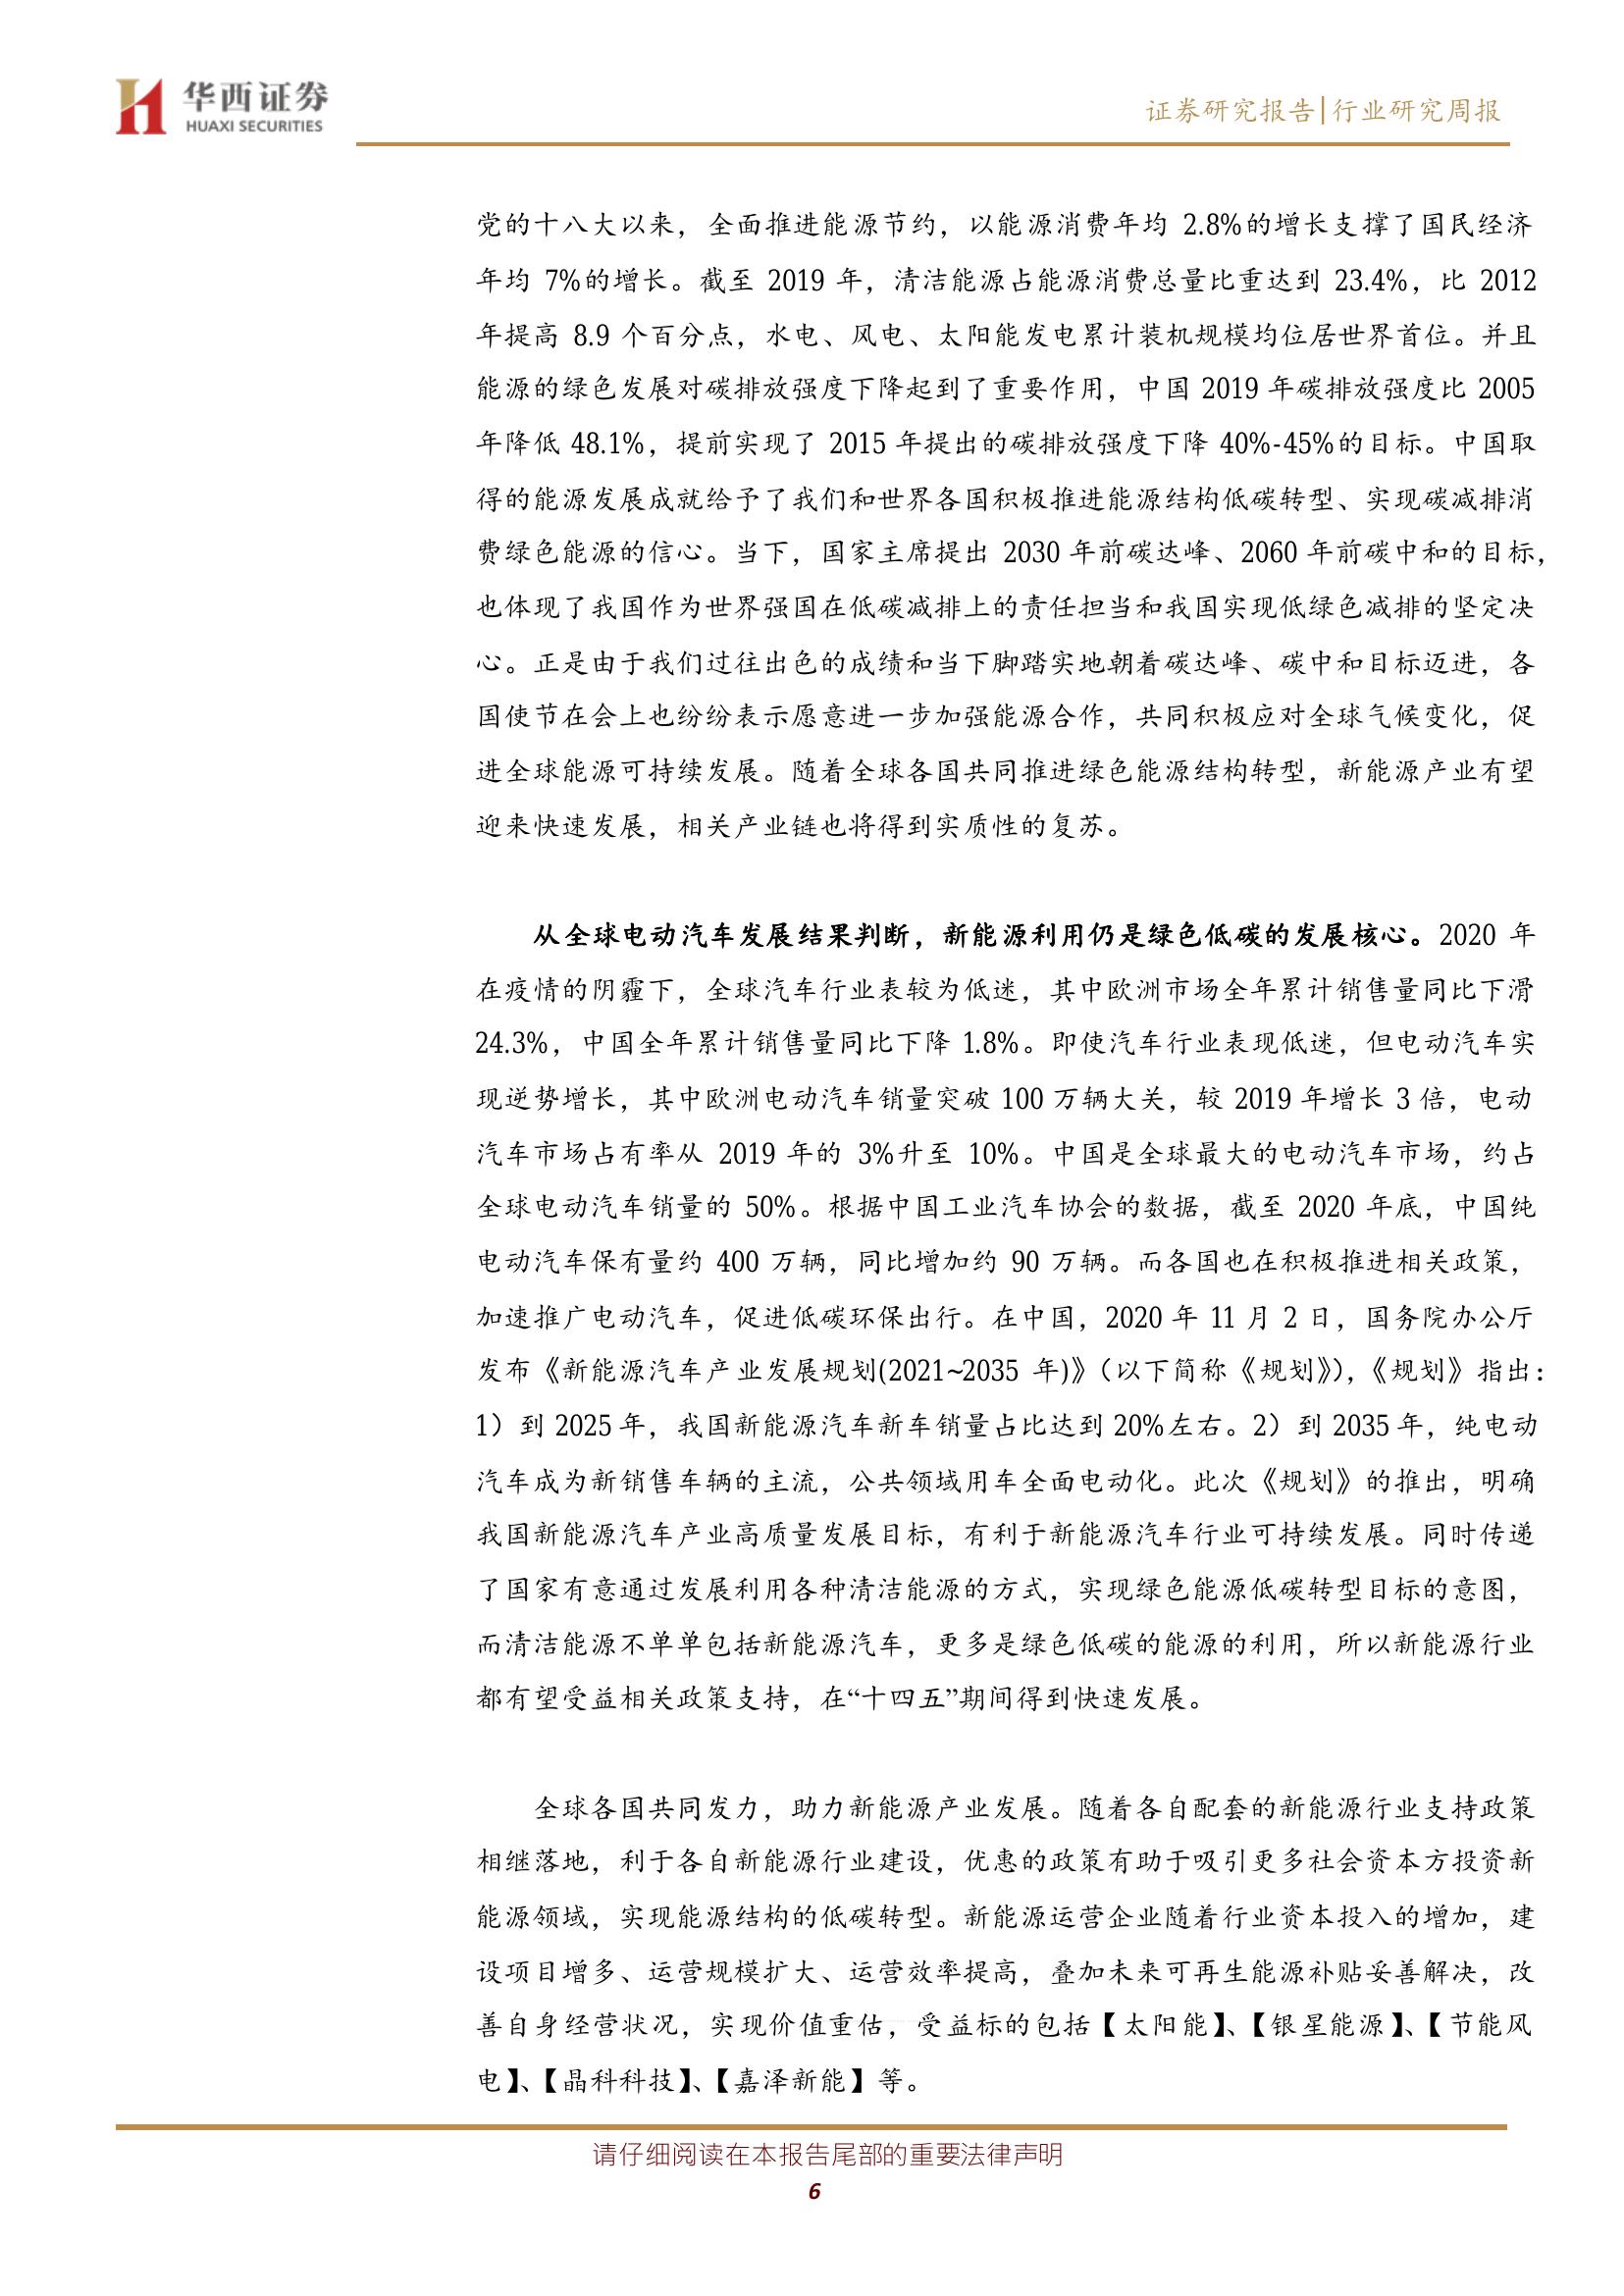 华西证券
HUAXI SECURITIES
证券研究报告|行业研究周报
党的十八大以来，全面推进能源节约，以能源消费年均 2.8%的增长支撑了国民经济
年均 7%的增长。截至 2019 年，清洁能源占能源消费总量比重达到 23.4%，比 2012
年提高 8.9 个百分点，水电、风电、太阳能发电累计装机规模均位居世界首位。并且
能源的绿色发展对碳排放强度下降起到了重要作用，中国 2019 年碳排放强度比 2005
年降低 48.1%，提前实现了 2015 年提出的碳排放强度下降 40%-45%的目标。中国取
得的能源发展成就给予了我们和世界各国积极推进能源结构低碳转型、实现碳减排消
费绿色能源的信心。当下，国家主席提出 2030 年前碳达峰、2060 年前碳中和的目标，
也体现了我国作为世界强国在低碳减排上的责任担当和我国实现低绿色减排的坚定决
心。正是由于我们过往出色的成绩和当下脚踏实地朝着碳达峰、碳中和目标迈进，各
国使节在会上也纷纷表示愿意进一步加强能源合作，共同积极应对全球气候变化，促
进全球能源可持续发展。随着全球各国共同推进绿色能源结构转型，新能源产业有望
迎来快速发展，相关产业链也将得到实质性的复苏。
从全球电动汽车发展结果判断，新能源利用仍是绿色低碳的发展核心。2020 年
在疫情的阴霾下，全球汽车行业表较为低迷，其中欧洲市场全年累计销售量同比下滑
24.3%，中国全年累计销售量同比下降 1.8%。即使汽车行业表现低迷，但电动汽车实
现逆势增长，其中欧洲电动汽车销量突破 100 万辆大关，较 2019 年增长 3 倍，电动
汽车市场占有率从 2019 年的 3%升至 10%。中国是全球最大的电动汽车市场，约占
全球电动汽车销量的 50%。根据中国工业汽车协会的数据，截至 2020 年底，中国纯
电动汽车保有量约 400 万辆，同比增加约 90 万辆。而各国也在积极推进相关政策，
加速推广电动汽车，促进低碳环保出行。在中国，2020 年 11 月 2 日，国务院办公厅
发布《新能源汽车产业发展规划(2021~2035 年)》（以下简称《规划》），《规划》指出：
1）到 2025 年，我国新能源汽车新车销量占比达到 20%左右。2）到 2035 年，纯电动
汽车成为新销售车辆的主流，公共领域用车全面电动化。此次《规划》的推出，明确
我国新能源汽车产业高质量发展目标，有利于新能源汽车行业可持续发展。同时传递
了国家有意通过发展利用各种清洁能源的方式，实现绿色能源低碳转型目标的意图，
而清洁能源不单单包括新能源汽车，更多是绿色低碳的能源的利用，所以新能源行业
都有望受益相关政策支持，在“十四五”期间得到快速发展。
全球各国共同发力，助力新能源产业发展。随着各自配套的新能源行业支持政策
相继落地，利于各自新能源行业建设，优惠的政策有助于吸引更多社会资本方投资新
能源领域，实现能源结构的低碳转型。新能源运营企业随着行业资本投入的增加，建
设项目增多、运营规模扩大、运营效率提高，叠加未来可再生能源补贴妥善解决，改
善自身经营状况，实现价值重估，受益标的包括【太阳能】、【银星能源】、【节能风
电】、【晶科科技】、【嘉泽新能】等。
请仔细阅读在本报告尾部的重要法律声明
6